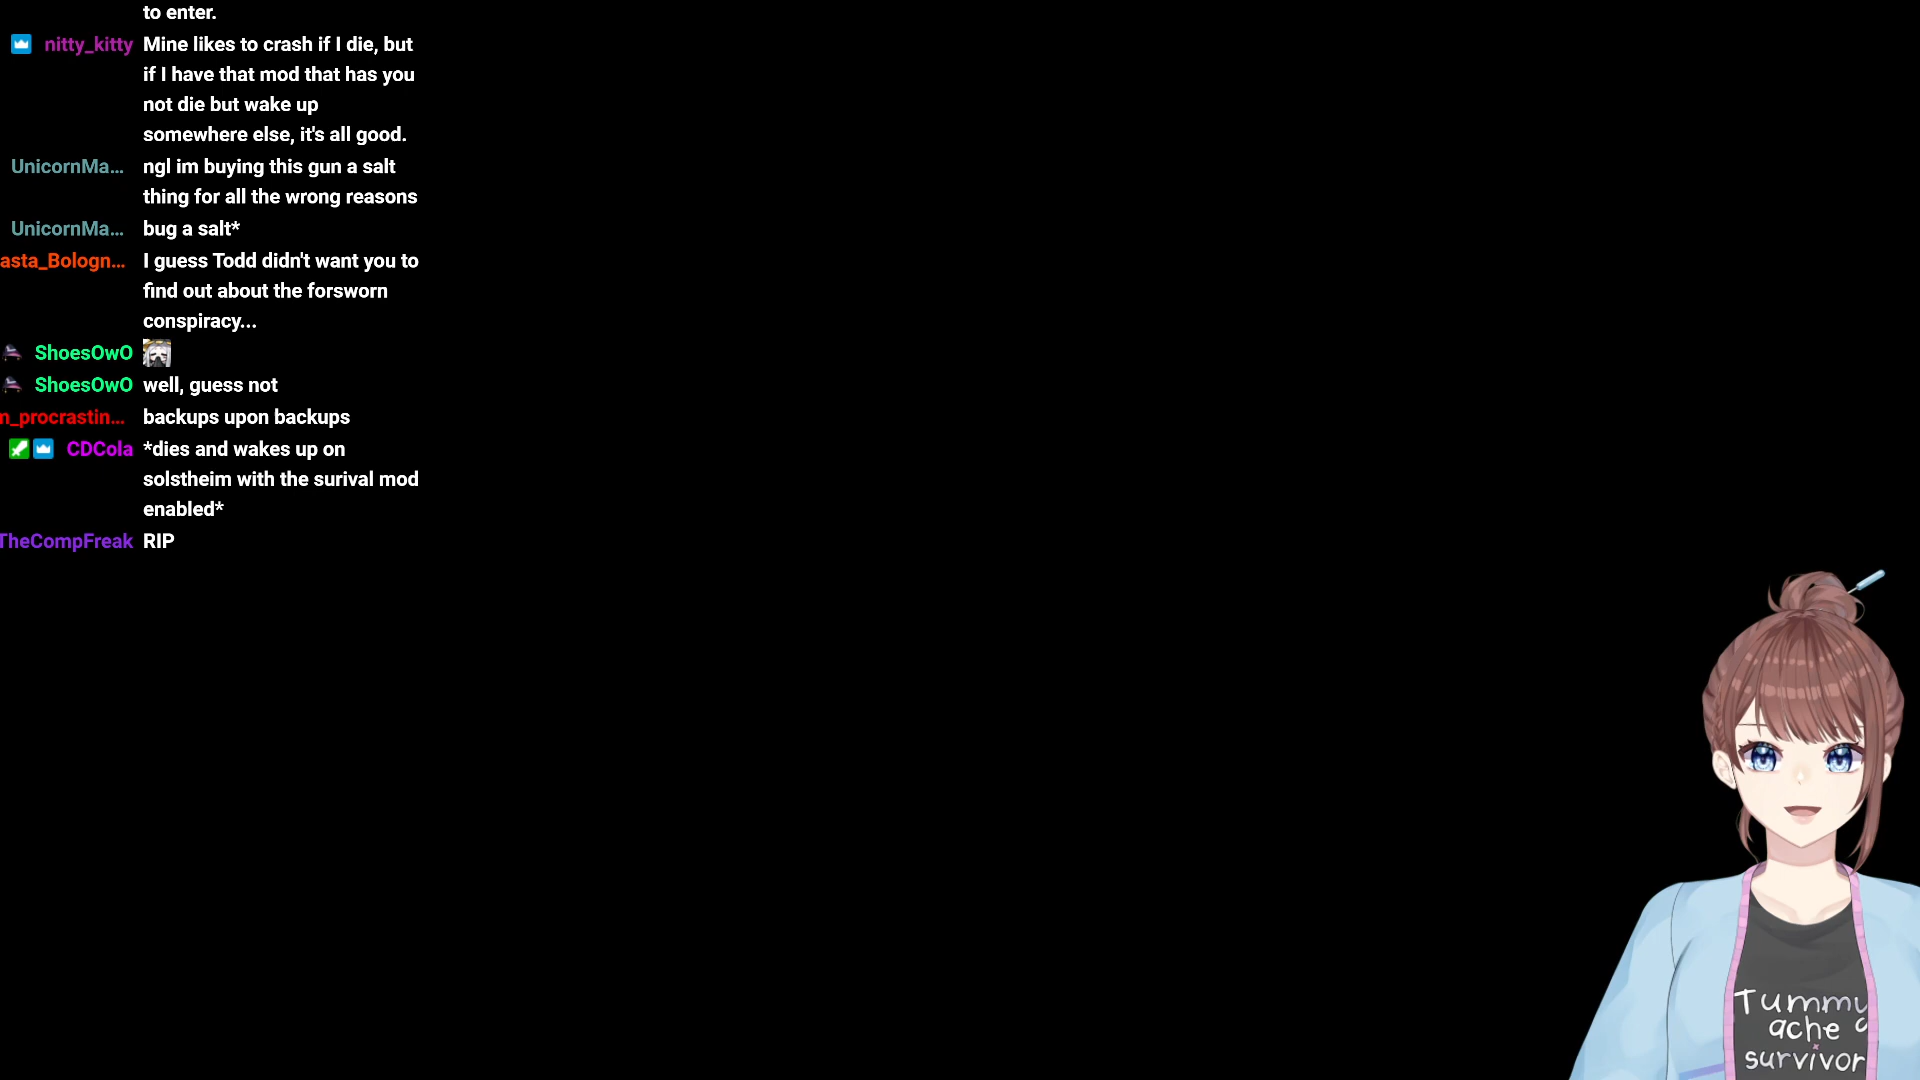 to enter.
nitty_kitty Mine likes to crash if I die, but
if I have that mod that has you
not die but wake up
somewhere else, it's all good.
UnicornMa... ngl im buying this gun a salt
thing for all the wrong reasons
UnicornMa... bug a salt*
asta_Bologn... I guess Todd didn't want you to
find out about the forsworn
conspiracy...
ShoesOwO
ShoesOwO well, guess not
m_procrastin... backups upon backups
CDCola *dies and wakes up on
solstheim with the surival mod
enabled*
TheCompFreak RIP
Tummy
ache
survivor